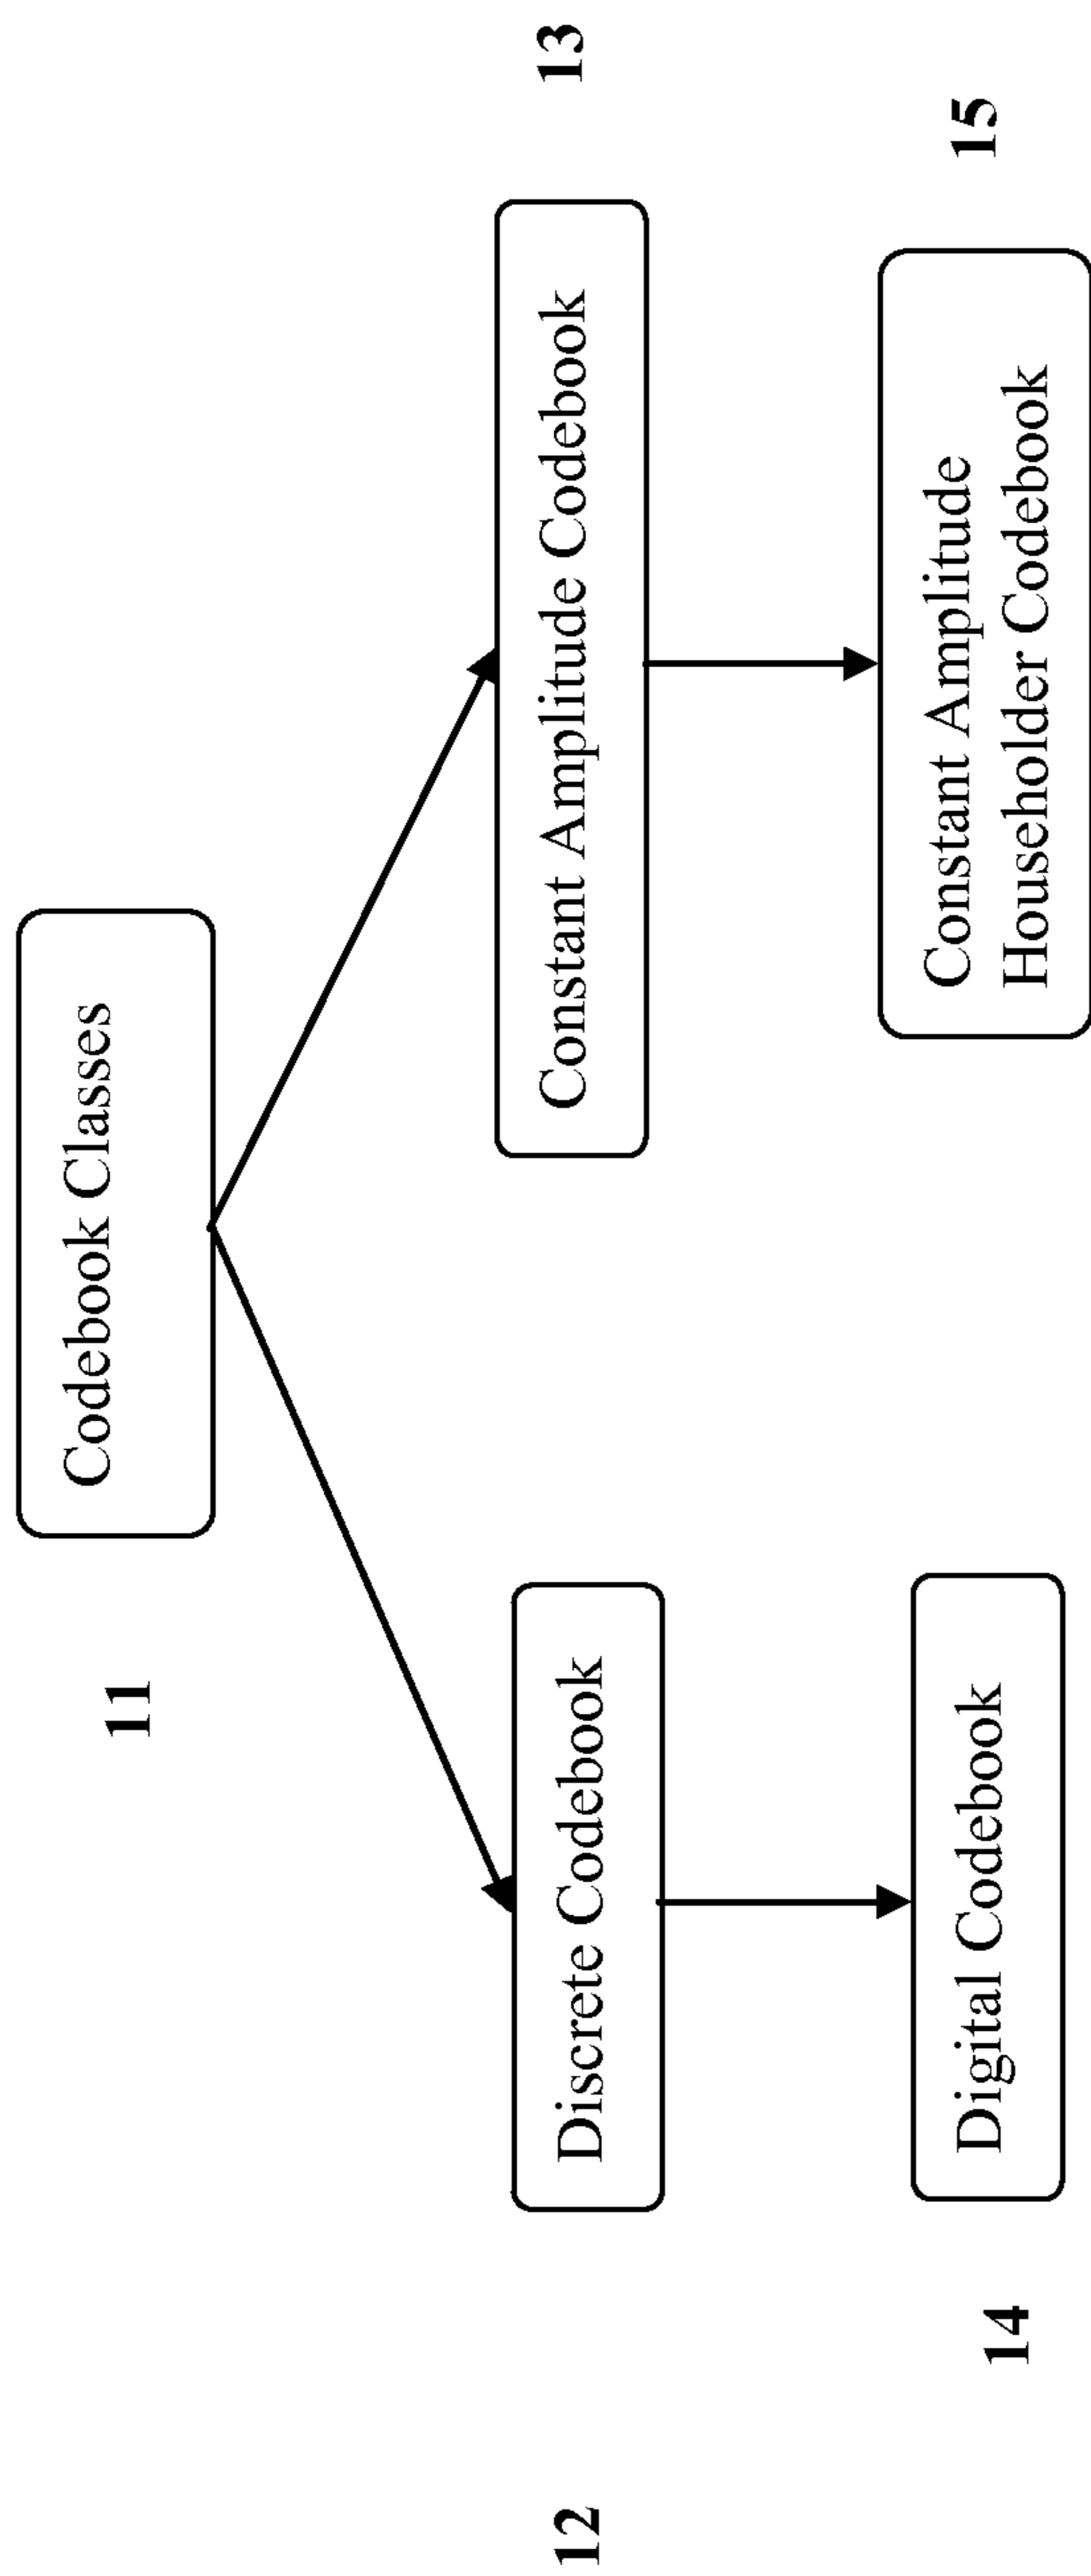 11
Codebook Classes
12
Discrete Codebook
Constant Amplitude Codebook
13
14
Digital Codebook
Constant Amplitude
Householder Codebook
15